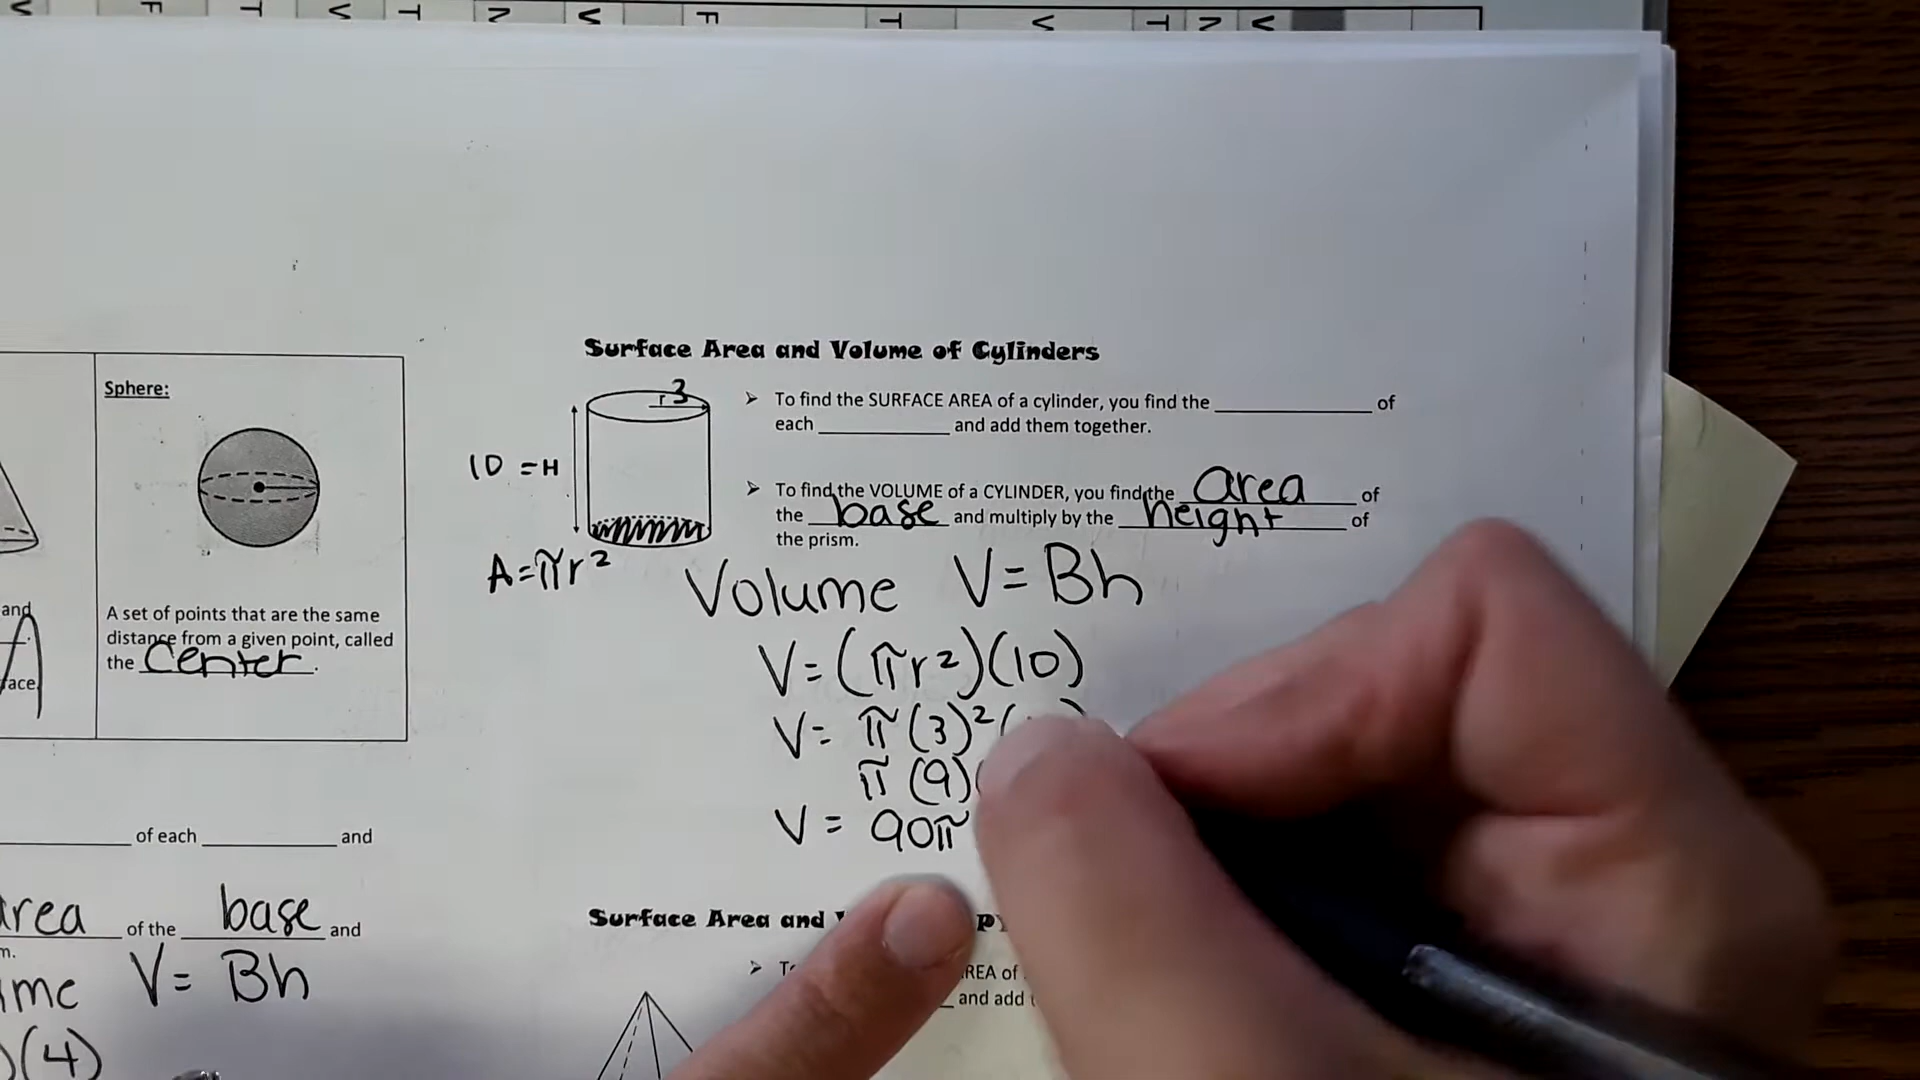 V F T V T Z V F T V T Z V
Sphere:
A set of points that are the same
distance from a given point, called
the center.
and
face.
of each and
area of the base and
m.
V = Bh
)(4)
Surface Area and Volume of Cylinders
3
r
10 = H
A = πr²
➤ To find the SURFACE AREA of a cylinder, you find the ____________ of
each ____________ and add them together.
➤ To find the VOLUME of a CYLINDER, you find the area of
the base and multiply by the height of
the prism.
Volume V = Bh
V = (πr²)(10)
V = π(3)²(
π(9)(
V = 90π
Surface Area and
REA of
and add